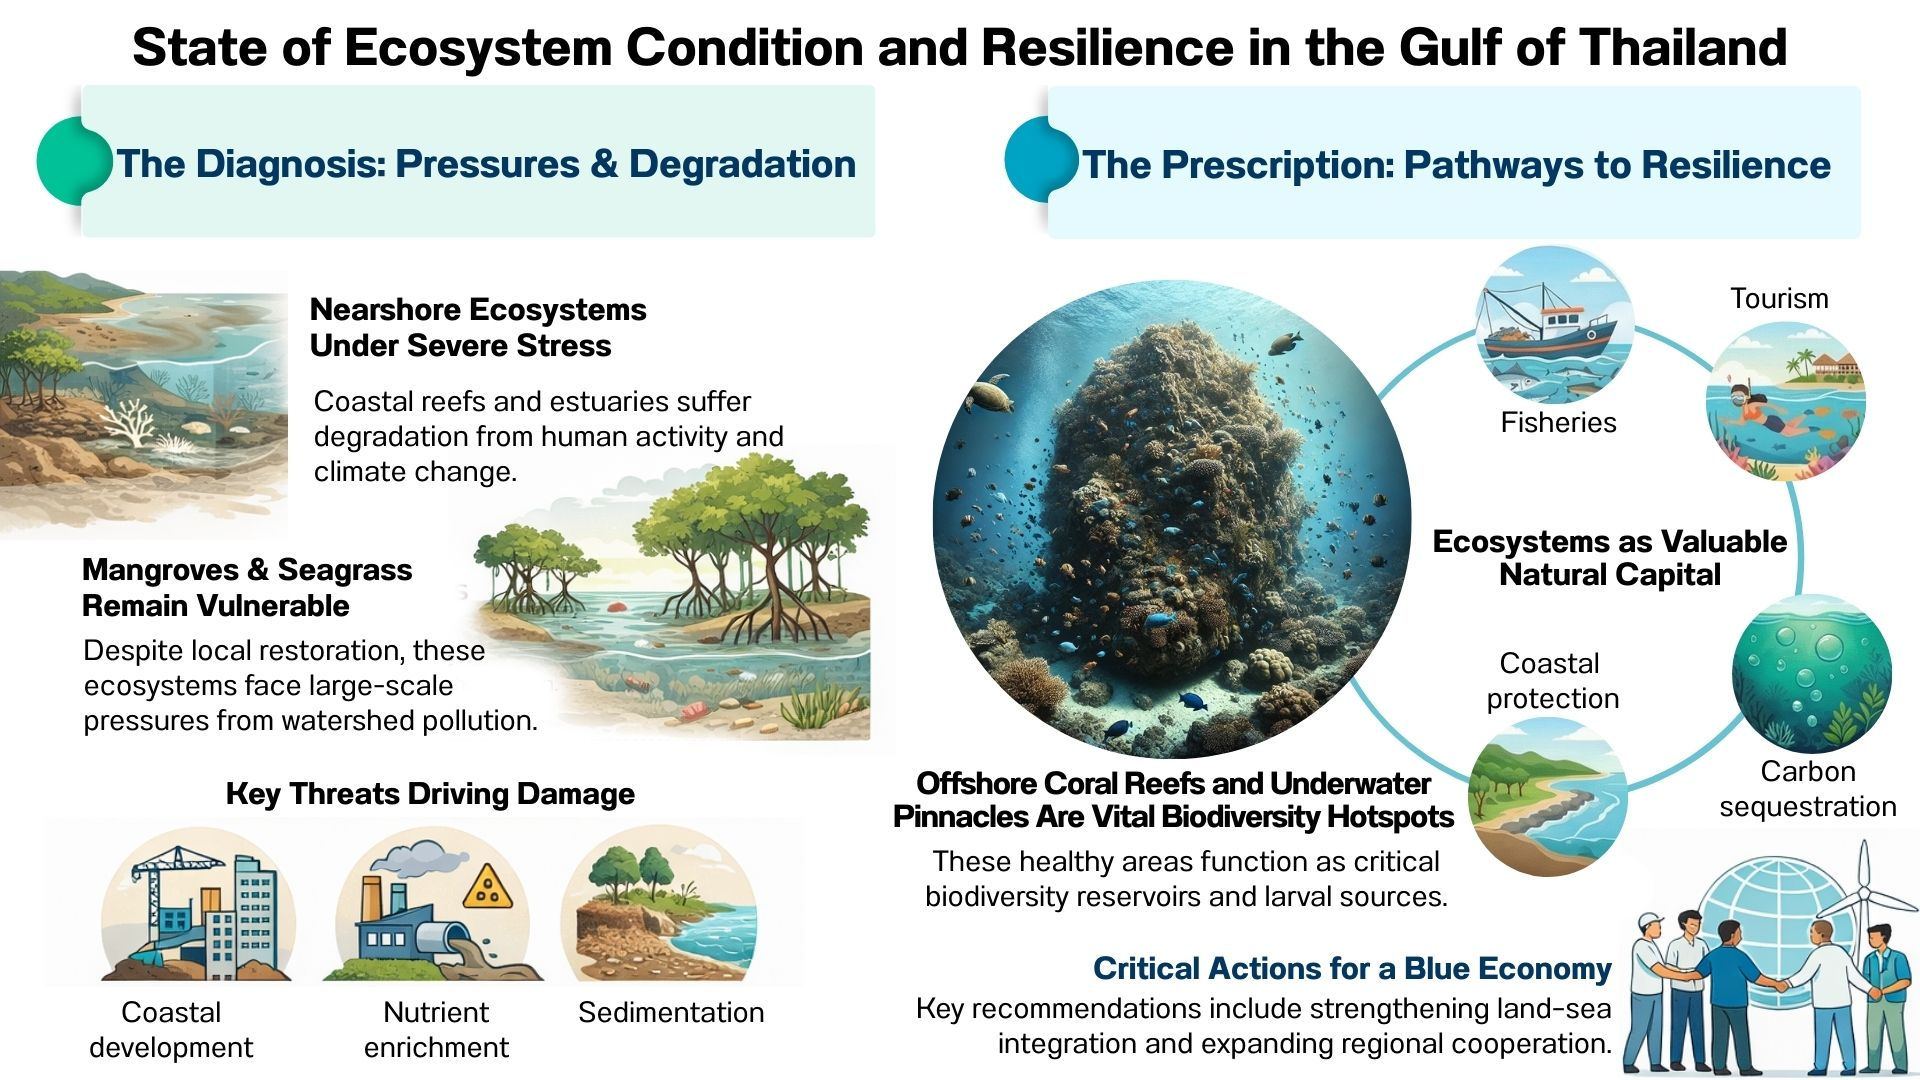 State of Ecosystem Condition and Resilience in the Gulf of Thailand
The Diagnosis: Pressures & Degradation
Nearshore Ecosystems
Under Severe Stress
Coastal reefs and estuaries suffer
degradation from human activity and
climate change.
Mangroves & Seagrass
Remain Vulnerable
Despite local restoration, these
ecosystems face large-scale
pressures from watershed pollution.
Key Threats Driving Damage
Coastal
development
Nutrient
enrichment
Sedimentation
The Prescription: Pathways to Resilience
Fisheries
Tourism
Ecosystems as Valuable
Natural Capital
Coastal
protection
Carbon
sequestration
Offshore Coral Reefs and Underwater
Pinnacles Are Vital Biodiversity Hotspots
These healthy areas function as critical
biodiversity reservoirs and larval sources.
Critical Actions for a Blue Economy
Key recommendations include strengthening land-sea
integration and expanding regional cooperation.